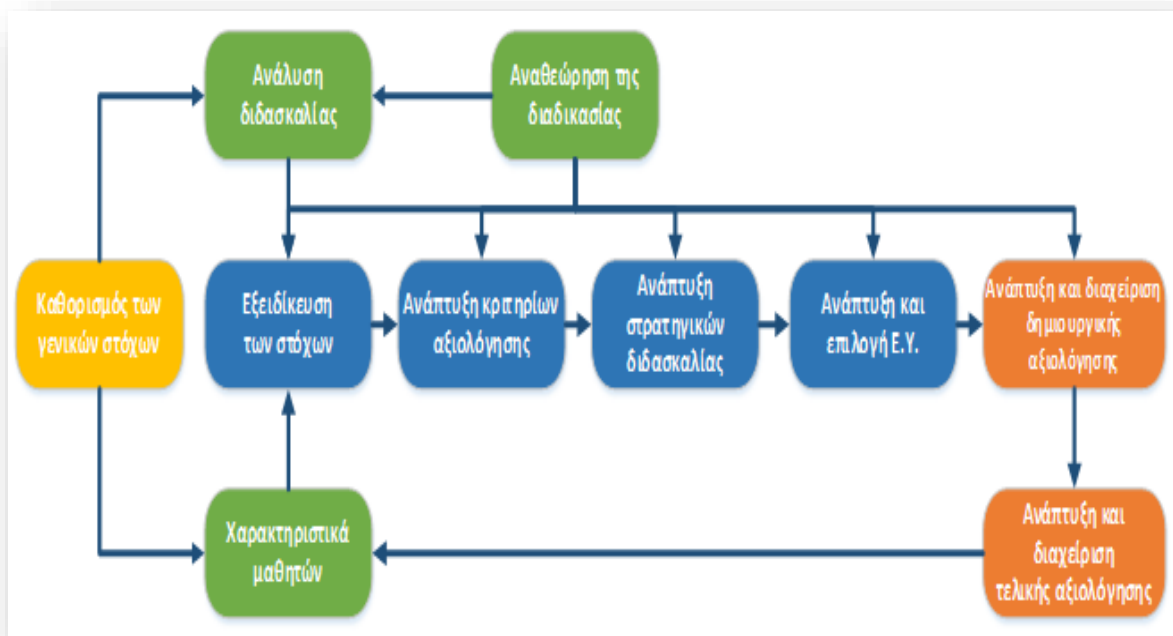 Ανάλυση
διδασκαλίας
Αναθεώρηση της
διαδικασίας
Καθορισμός των
γενικών στόχων
Εξειδίκευση
των στόχων
Ανάπτυξη κριτηρίων
αξιολόγησης
Ανάπτυξη
στρατηγικών
διδασκαλίας
Ανάπτυξη και
επιλογή Ε.Υ.
Ανάπτυξη και διαχείριση
δημιουργικής
αξιολόγησης
Χαρακτηριστικά
μαθητών
Ανάπτυξη και
διαχείριση
τελικής αξιολόγησης